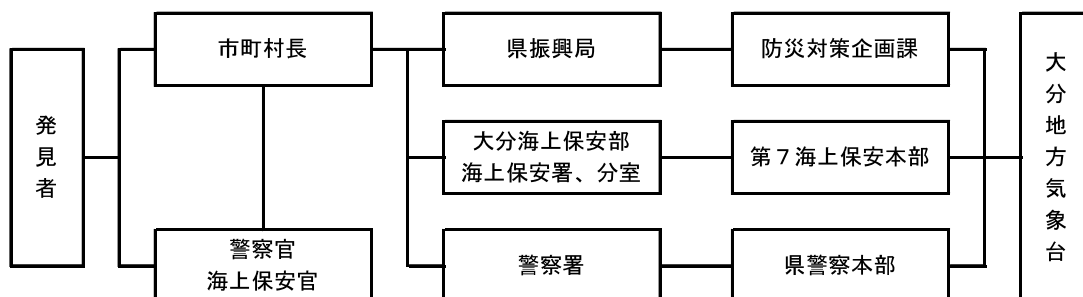 発見者
市町村長
警察官
海上保安官
県振興局
大分海上保安部
海上保安署、分室
警察署
防災対策企画課
第７海上保安本部
県警察本部
大分地方気象台